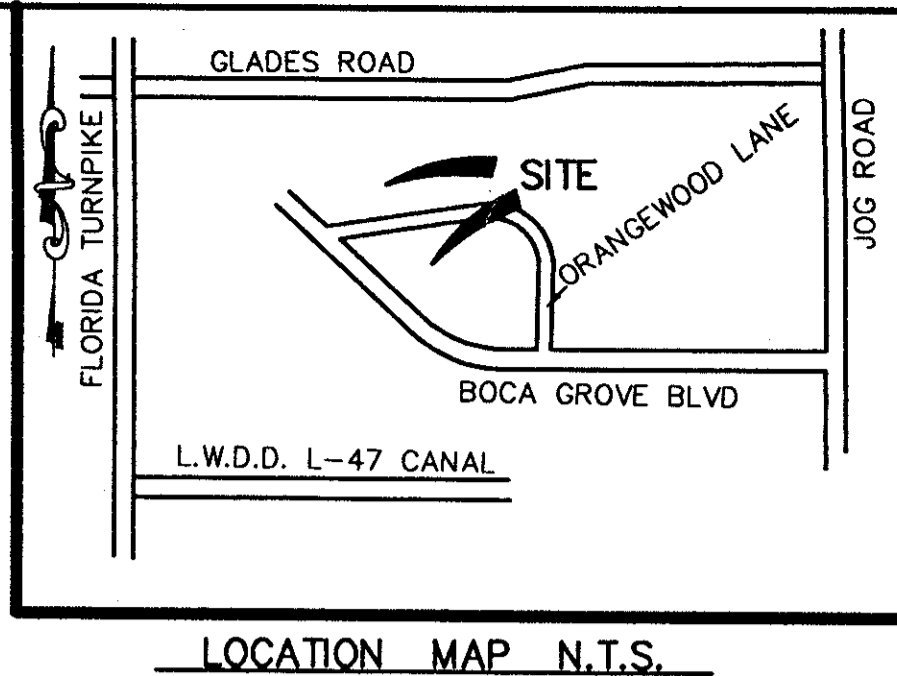 GLADES ROAD
FLORIDA TURNPIKE
SITE
ORANGEWOOD LANE
JOG ROAD
BOCA GROVE BLVD
L.W.D.D. L-47 CANAL
LOCATION MAP N.T.S.